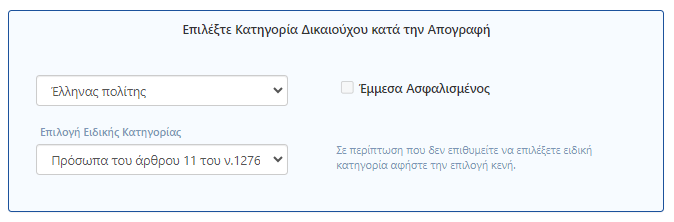 Επιλέξτε Κατηγορία Δικαιούχου κατά την Απογραφή
Έλληνας πολίτης
Έμμεσα Ασφαλισμένος
Επιλογή Ειδικής Κατηγορίας
Πρόσωπα του άρθρου 11 του ν.1276
Σε περίπτωση που δεν επιθυμείτε να επιλέξετε ειδική
κατηγορία αφήστε την επιλογή κενή.